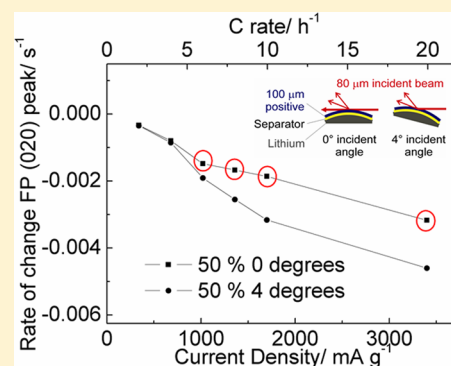 C rate/ h⁻¹
0 5 10 15 20
Rate of change FP (020) peak/ s⁻¹
0.000
-0.002
-0.004
-0.006
80 μm incident beam
100 μm
positive
Separator
Lithium
0° incident
angle
4° incident
angle
50 % 0 degrees
50 % 4 degrees
0 1000 2000 3000
Current Density/ mA g⁻¹